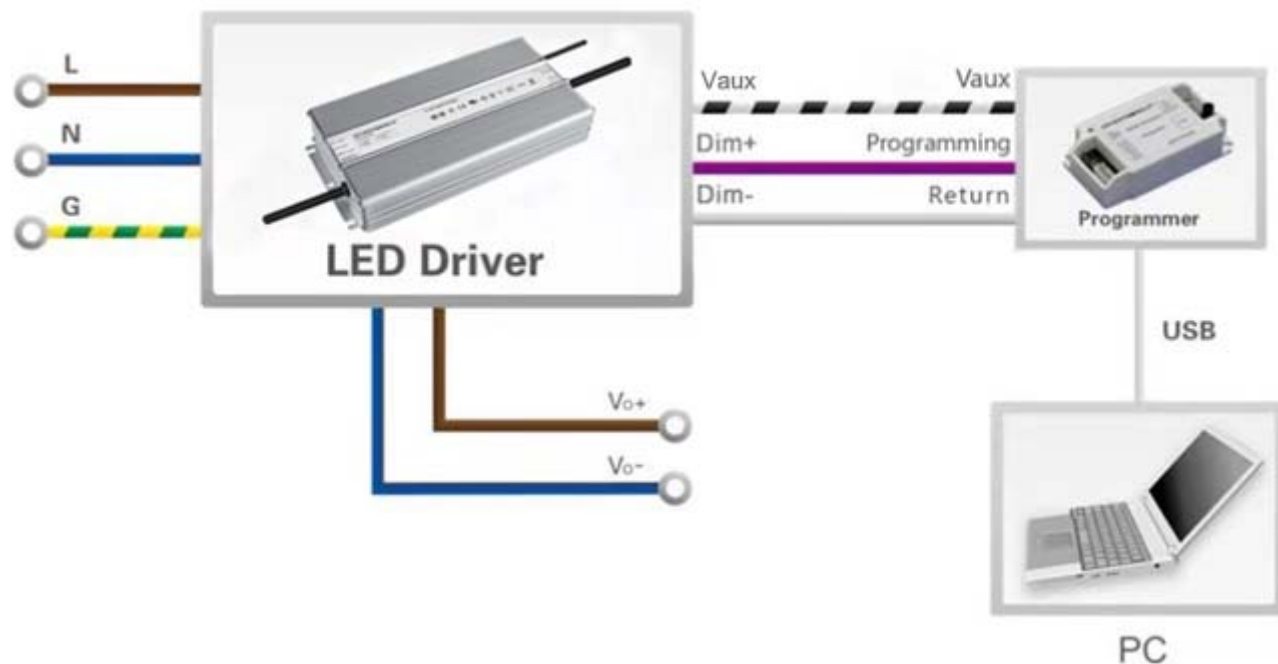 L
N
G
LED Driver
Vaux Vaux
Dim+ Programming
Dim- Return
Programmer
USB
Vo+
Vo-
PC